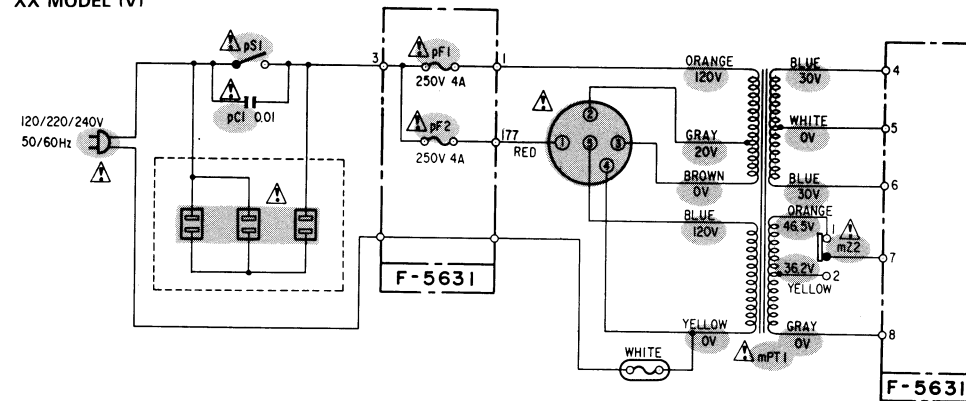 XX MODEL (V)
pS1
pC1 0.01
120/220/240V
50/60Hz
3
pF1
250V 4A
pF2
250V 4A
1
177
RED
F-5631
1
2
3
4
5
ORANGE
120V
GRAY
20V
BROWN
0V
BLUE
120V
YELLOW
0V
WHITE
mPT1
BLUE
30V
WHITE
0V
BLUE
30V
ORANGE
46.5V
1
mZ2
36.2V
2
YELLOW
GRAY
0V
4
5
6
7
8
F-5631